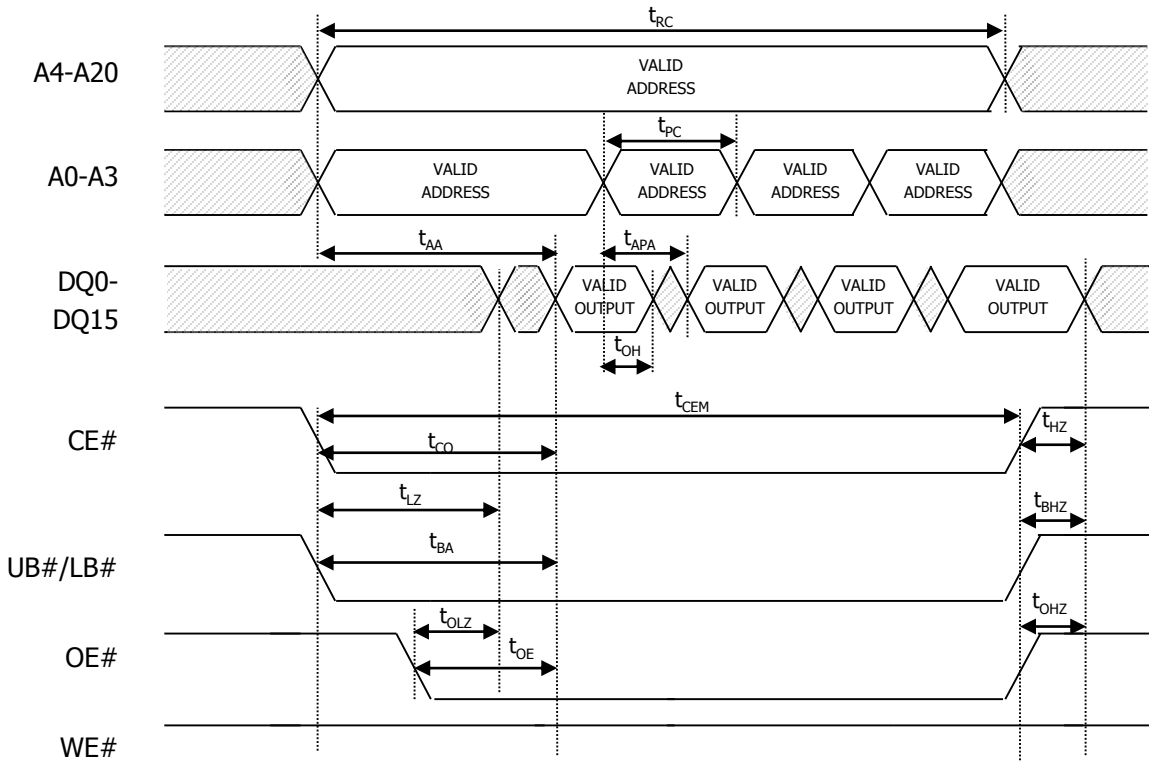 tRC
A4-A20
VALID
ADDRESS
tPC
A0-A3
VALID
ADDRESS
VALID
ADDRESS
VALID
ADDRESS
VALID
ADDRESS
tAA
tAPA
DQ0-
DQ15
VALID
OUTPUT
VALID
OUTPUT
VALID
OUTPUT
VALID
OUTPUT
tOH
tCEM
CE#
tCO
tHZ
tLZ
tBHZ
UB#/LB#
tBA
tOLZ
tOHZ
OE#
tOE
WE#